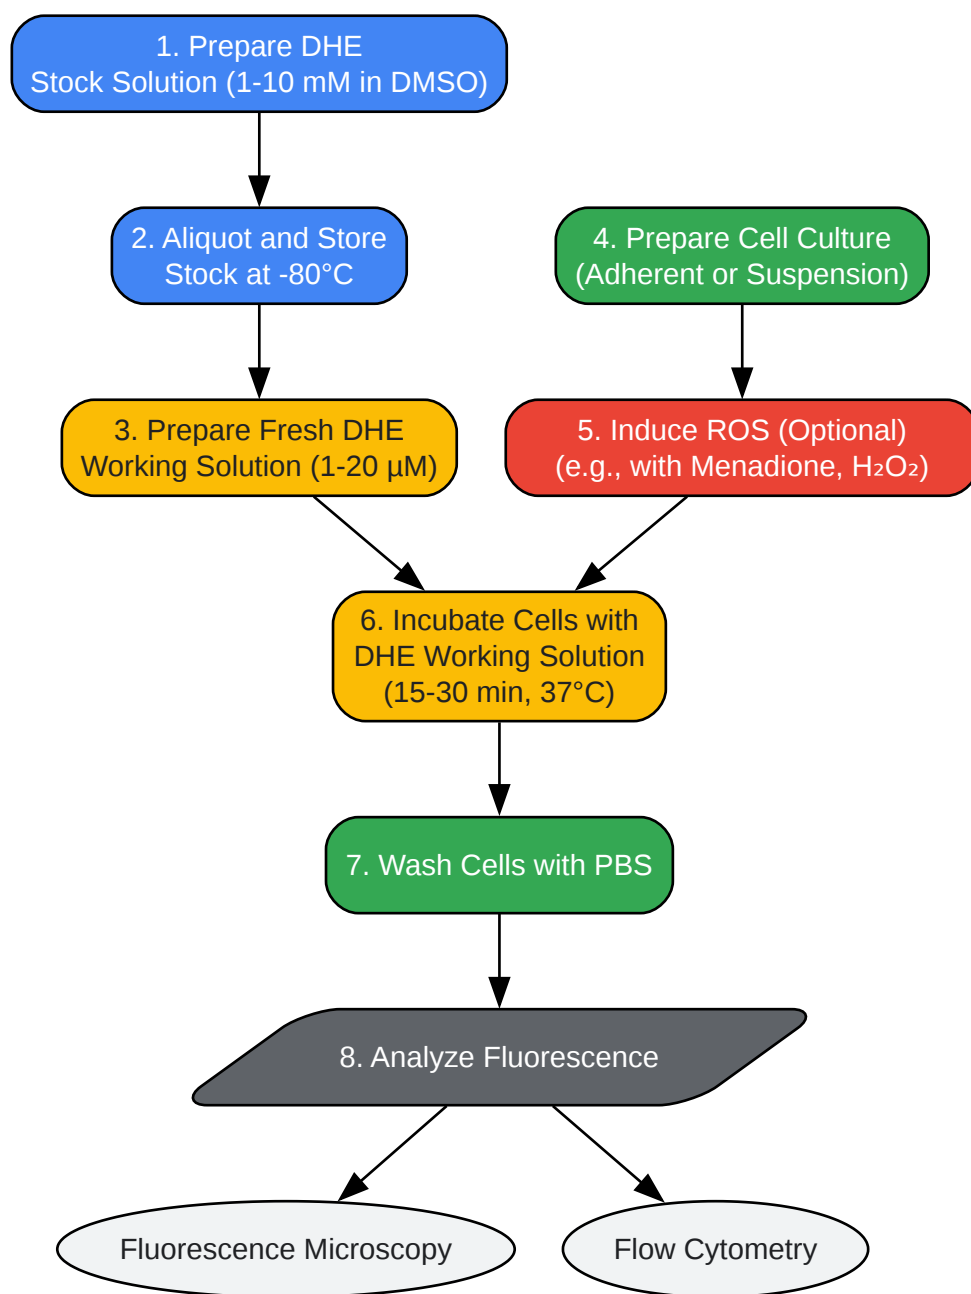 1. Prepare DHE
Stock Solution (1-10 mM in DMSO)
2. Aliquot and Store
Stock at -80°C
3. Prepare Fresh DHE
Working Solution (1-20 µM)
4. Prepare Cell Culture
(Adherent or Suspension)
5. Induce ROS (Optional)
(e.g., with Menadione, H₂O₂)
6. Incubate Cells with
DHE Working Solution
(15-30 min, 37°C)
7. Wash Cells with PBS
8. Analyze Fluorescence
Fluorescence Microscopy
Flow Cytometry